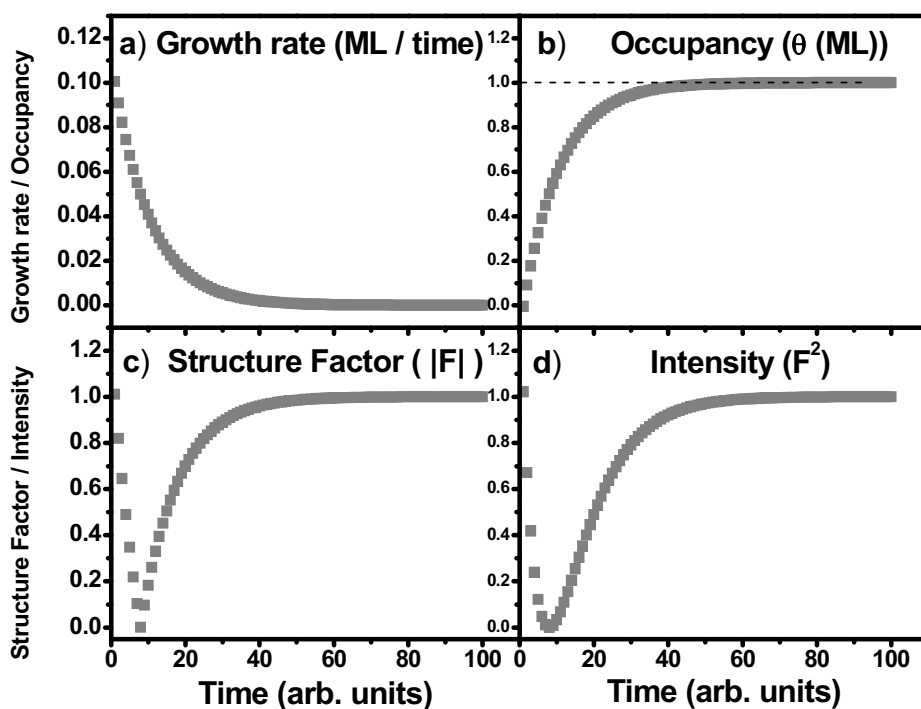 a) Growth rate (ML / time)
b) Occupancy (θ (ML))
Growth rate / Occupancy
0.12
0.10
0.08
0.06
0.04
0.02
0.00
1.0
0.8
0.6
0.4
0.2
0.0
c) Structure Factor ( |F| )
d) Intensity (F²)
Structure Factor / Intensity
1.2
1.0
0.8
0.6
0.4
0.2
0.0
1.2
1.0
0.8
0.6
0.4
0.2
0.0
0 20 40 60 80 100
0 20 40 60 80 100
Time (arb. units)
Time (arb. units)